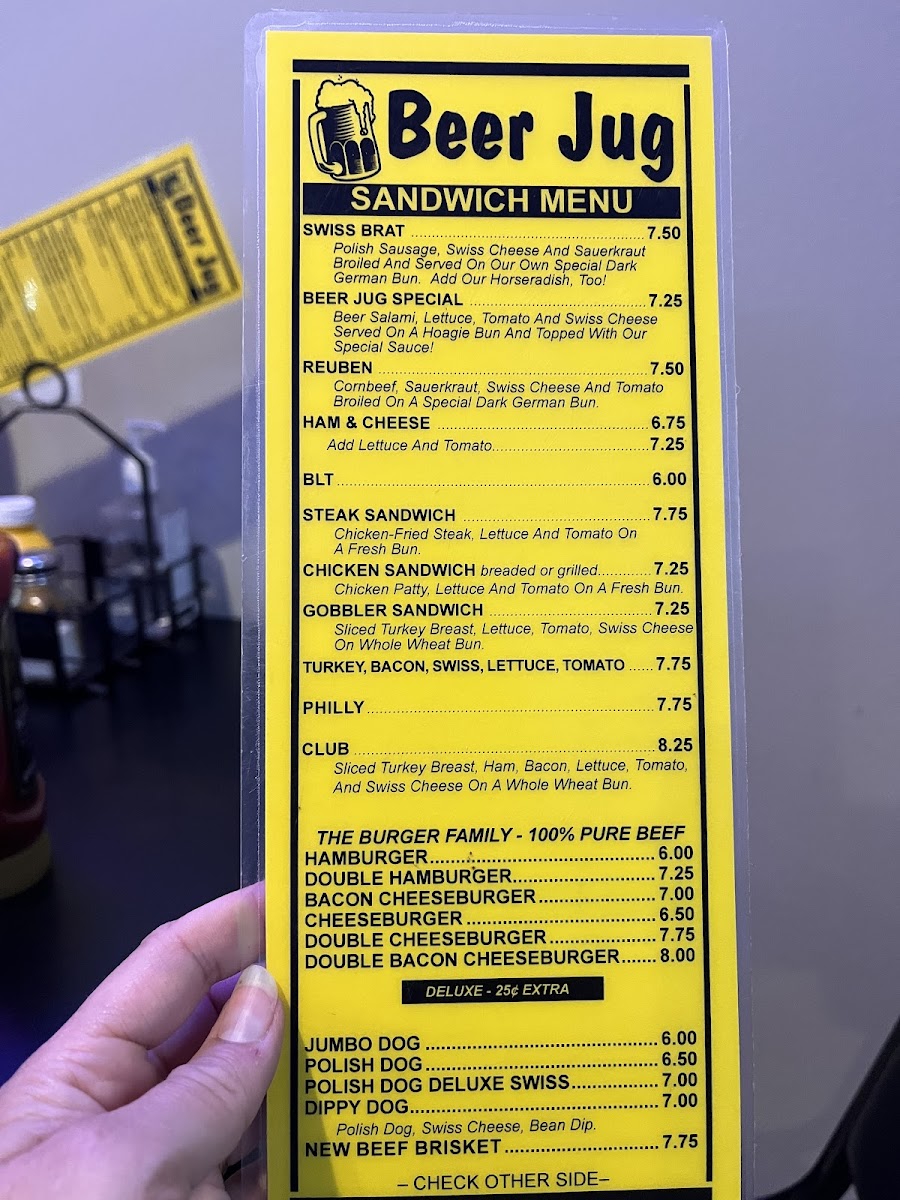 Beer Jug
SANDWICH MENU
SWISS BRAT 7.50
Polish Sausage, Swiss Cheese And Sauerkraut
Broiled And Served On Our Own Special Dark
German Bun. Add Our Horseradish, Too!
BEER JUG SPECIAL 7.25
Beer Salami, Lettuce, Tomato And Swiss Cheese
Served On A Hoagie Bun And Topped With Our
Special Sauce!
REUBEN 7.50
Cornbeef, Sauerkraut, Swiss Cheese And Tomato
Broiled On A Special Dark German Bun.
HAM & CHEESE 6.75
Add Lettuce And Tomato 7.25
BLT 6.00
STEAK SANDWICH 7.75
Chicken-Fried Steak, Lettuce And Tomato On
A Fresh Bun.
CHICKEN SANDWICH breaded or grilled 7.25
Chicken Patty, Lettuce And Tomato On A Fresh Bun.
GOBBLER SANDWICH 7.25
Sliced Turkey Breast, Lettuce, Tomato, Swiss Cheese
On Whole Wheat Bun.
TURKEY, BACON, SWISS, LETTUCE, TOMATO 7.75
PHILLY 7.75
CLUB 8.25
Sliced Turkey Breast, Ham, Bacon, Lettuce, Tomato,
And Swiss Cheese On A Whole Wheat Bun.
THE BURGER FAMILY - 100% PURE BEEF
HAMBURGER 6.00
DOUBLE HAMBURGER 7.25
BACON CHEESEBURGER 7.00
CHEESEBURGER 6.50
DOUBLE CHEESEBURGER 7.75
DOUBLE BACON CHEESEBURGER 8.00
DELUXE - 25¢ EXTRA
JUMBO DOG 6.00
POLISH DOG 6.50
POLISH DOG DELUXE SWISS 7.00
DIPPY DOG 7.00
Polish Dog, Swiss Cheese, Bean Dip.
NEW BEEF BRISKET 7.75
– CHECK OTHER SIDE–
Beer Jug